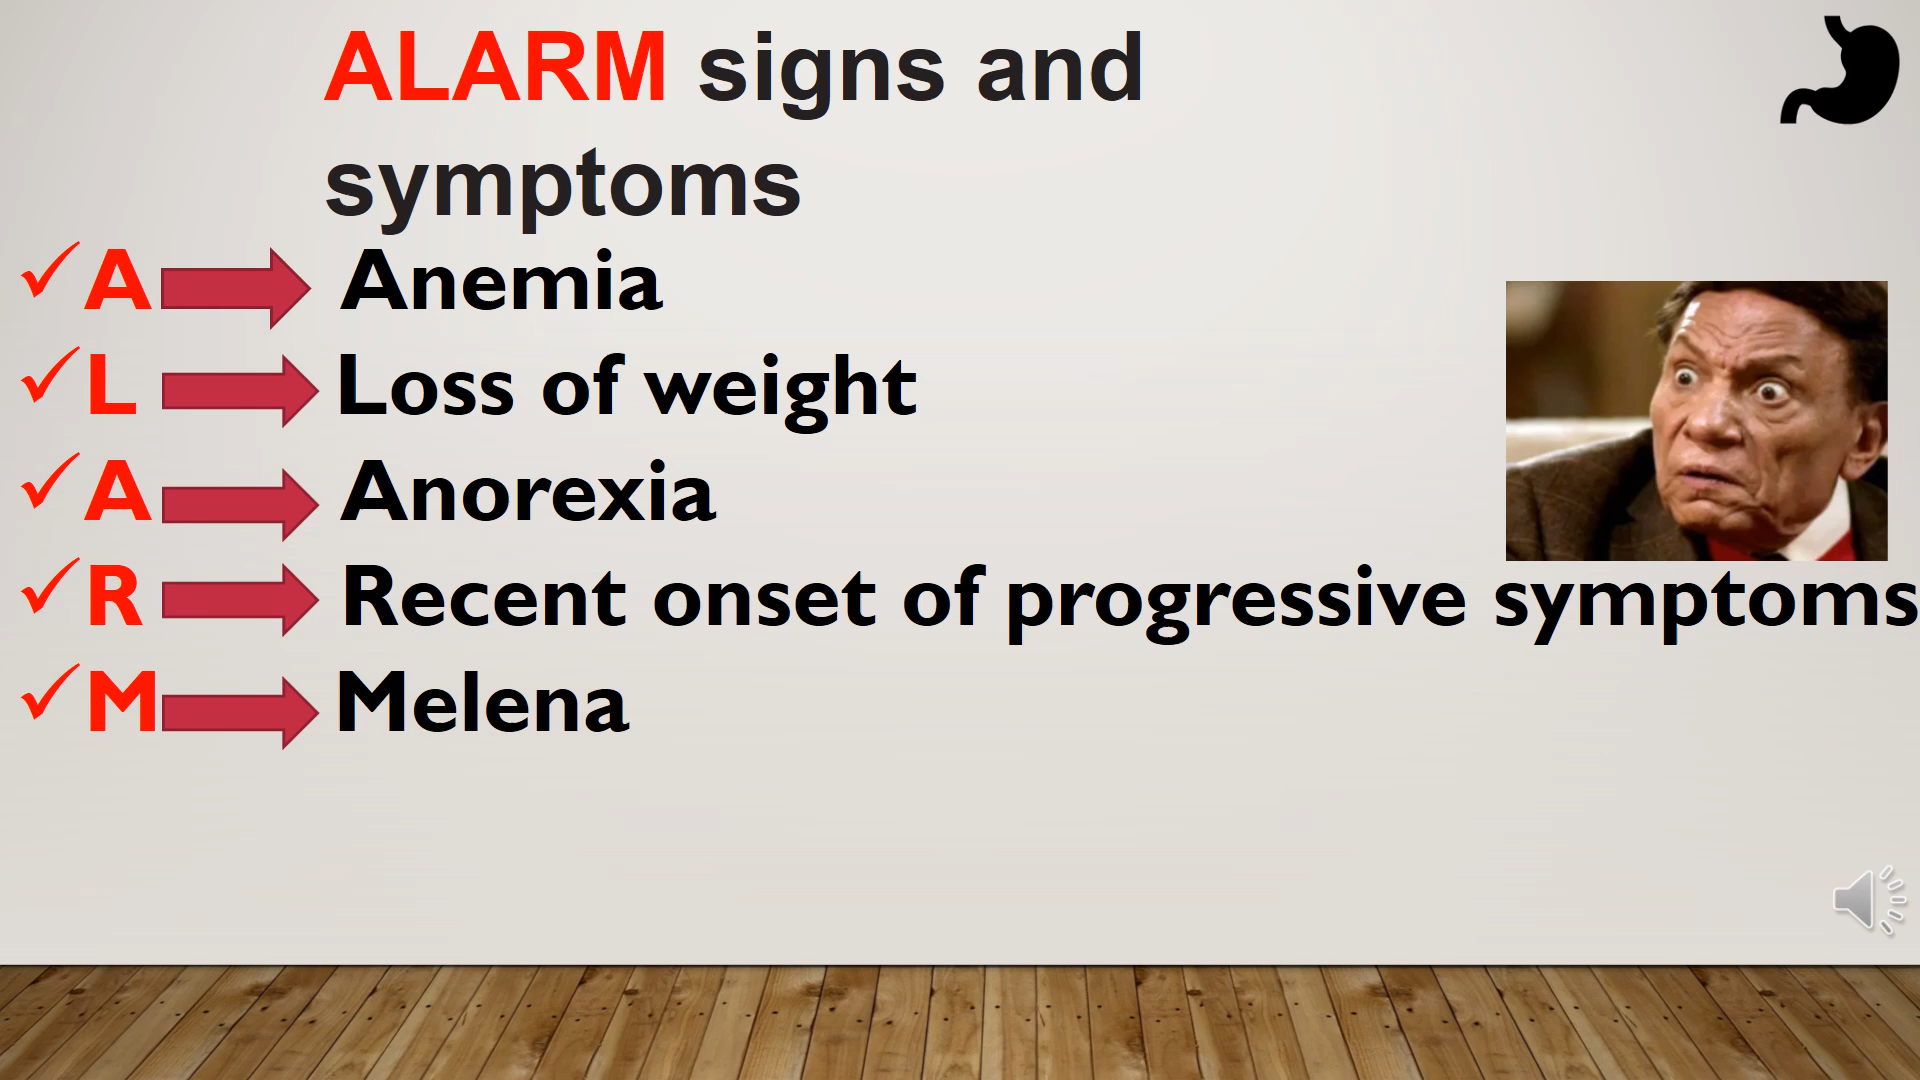 ALARM signs and
symptoms
✓ A Anemia
✓ L Loss of weight
✓ A Anorexia
✓ R Recent onset of progressive symptoms
✓ M Melena